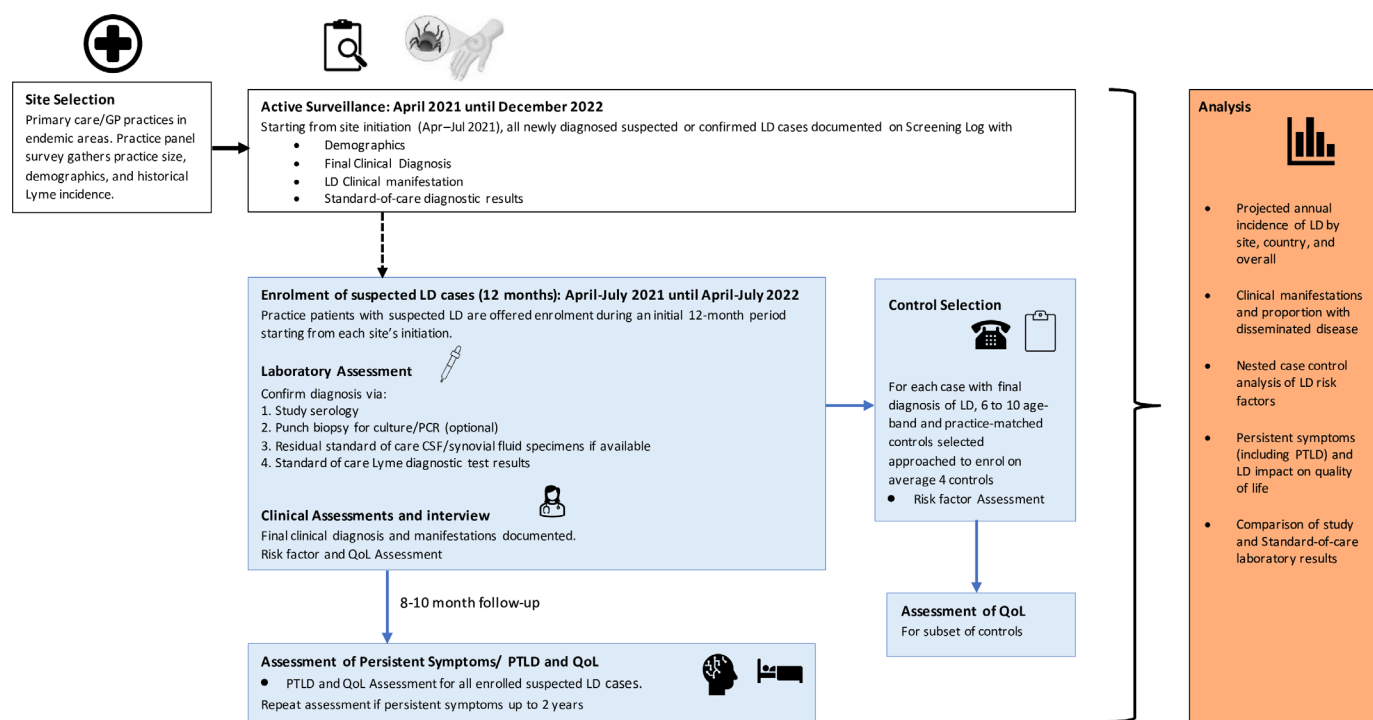 Site Selection
Primary care/GP practices in
endemic areas. Practice panel
survey gathers practice size,
demographics, and historical
Lyme incidence.
Active Surveillance: April 2021 until December 2022
Starting from site initiation (Apr–Jul 2021), all newly diagnosed suspected or confirmed LD cases documented on Screening Log with
• Demographics
• Final Clinical Diagnosis
• LD Clinical manifestation
• Standard-of-care diagnostic results
Enrolment of suspected LD cases (12 months): April-July 2021 until April-July 2022
Practice patients with suspected LD are offered enrolment during an initial 12-month period
starting from each site's initiation.
Laboratory Assessment
Confirm diagnosis via:
1. Study serology
2. Punch biopsy for culture/PCR (optional)
3. Residual standard of care CSF/synovial fluid specimens if available
4. Standard of care Lyme diagnostic test results
Clinical Assessments and interview
Final clinical diagnosis and manifestations documented.
Risk factor and QoL Assessment
8-10 month follow-up
Assessment of Persistent Symptoms/ PTLD and QoL
• PTLD and QoL Assessment for all enrolled suspected LD cases.
Repeat assessment if persistent symptoms up to 2 years
Control Selection
For each case with final
diagnosis of LD, 6 to 10 age-
band and practice-matched
controls selected
approached to enrol on
average 4 controls
• Risk factor Assessment
Assessment of QoL
For subset of controls
Analysis
• Projected annual
incidence of LD by
site, country, and
overall
• Clinical manifestations
and proportion with
disseminated disease
• Nested case control
analysis of LD risk
factors
• Persistent symptoms
(including PTLD) and
LD impact on quality
of life
• Comparison of study
and Standard-of-care
laboratory results